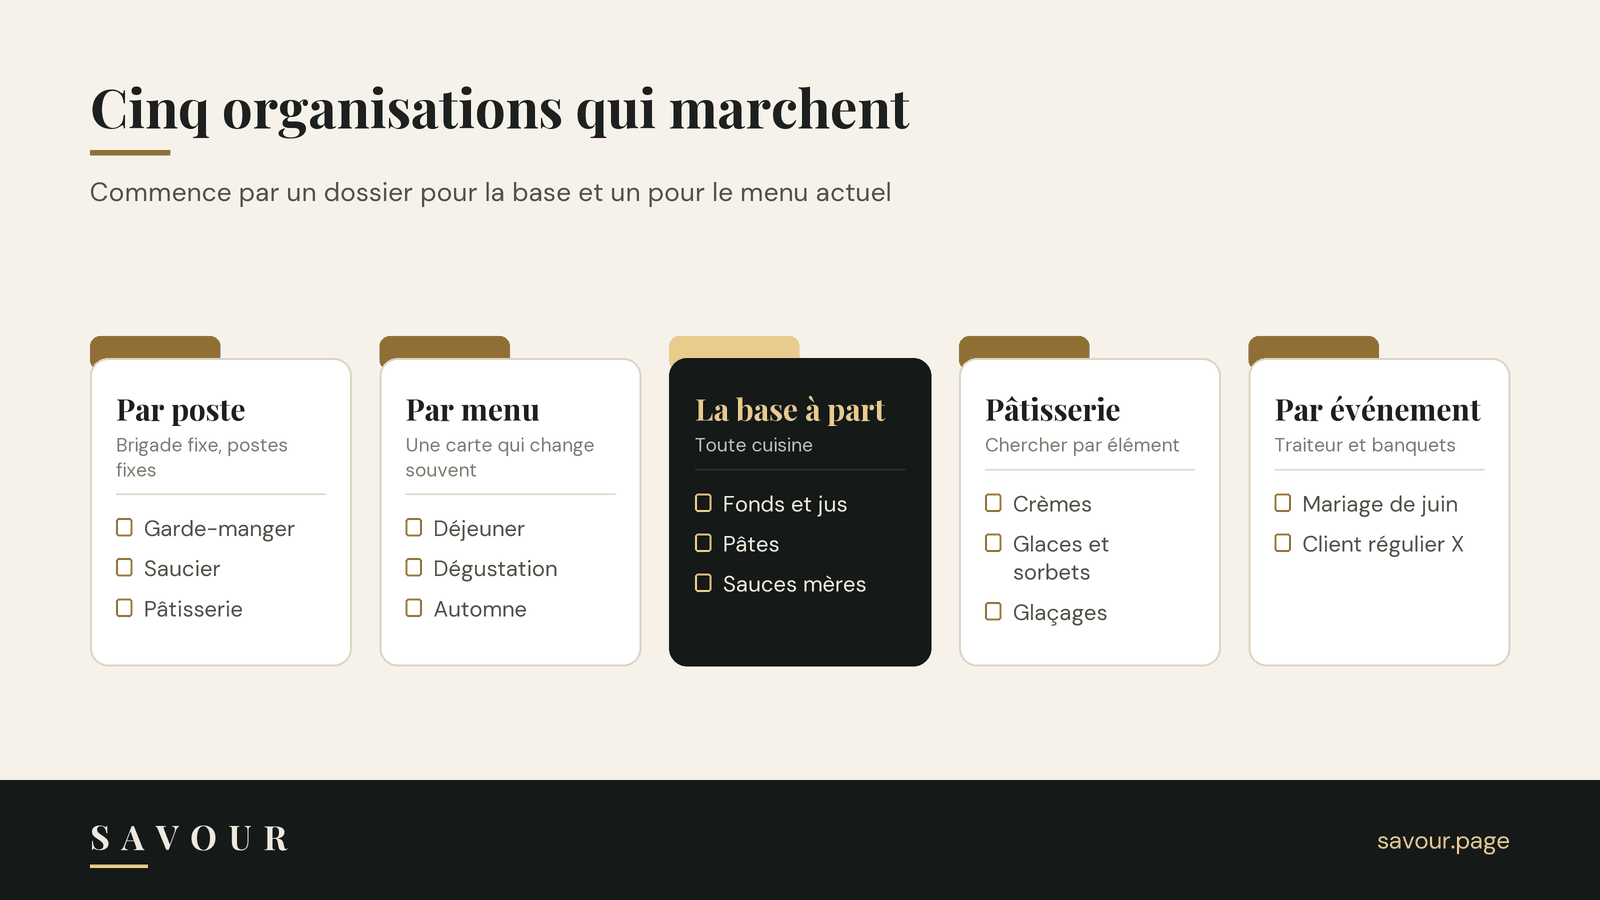 Cinq organisations qui marchent
Commence par un dossier pour la base et un pour le menu actuel
Par poste
Brigade fixe, postes
fixes
Garde-manger
Saucier
Pâtisserie
Par menu
Une carte qui change
souvent
Déjeuner
Dégustation
Automne
La base à part
Toute cuisine
Fonds et jus
Pâtes
Sauces mères
Pâtisserie
Chercher par élément
Crèmes
Glaces et
sorbets
Glaçages
Par événement
Traiteur et banquets
Mariage de juin
Client régulier X
SAVOUR
savour.page